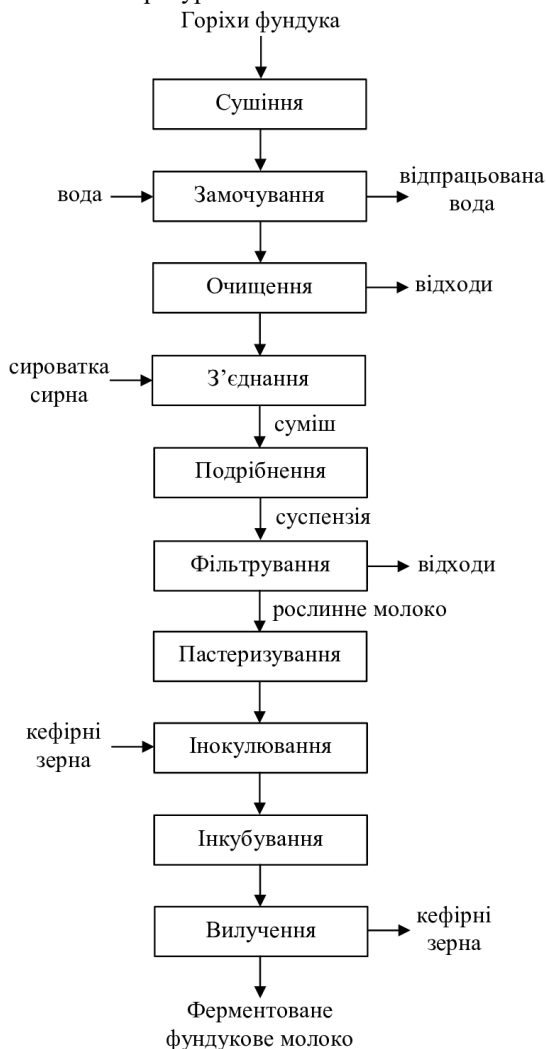 Горіхи фундука
Сушіння
вода
Замочування
відпрацьована
вода
Очищення
відходи
сироватка
сирна
З’єднання
суміш
Подрібнення
суспензія
Фільтрування
відходи
рослинне молоко
Пастеризування
кефірні
зерна
Інокулювання
Інкубування
Вилучення
кефірні
зерна
Ферментоване
фундукове молоко